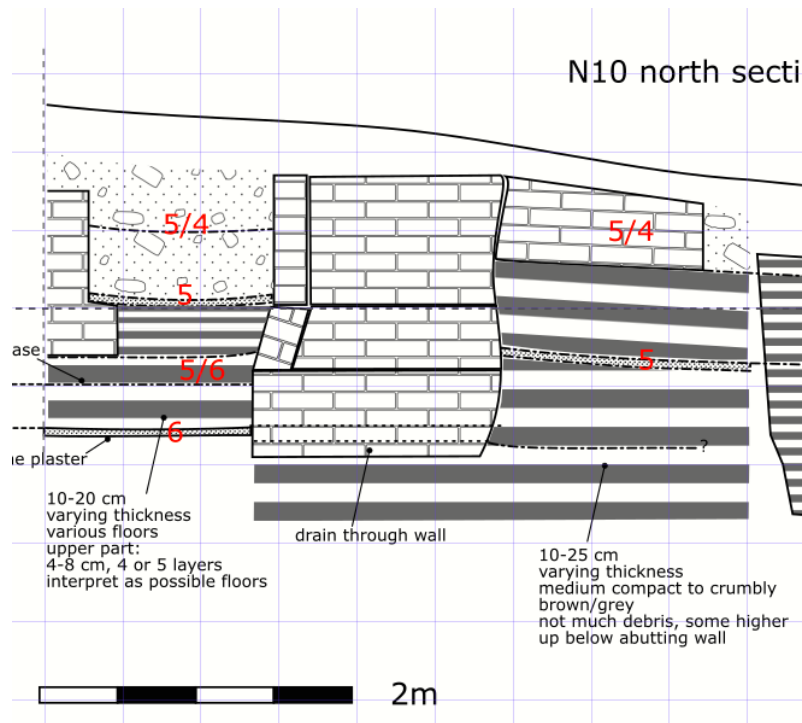 N10 north secti
5/4
5/4
5
5
ase
5/6
6
?
ne plaster
10-20 cm
varying thickness
various floors
upper part:
4-8 cm, 4 or 5 layers
interpret as possible floors
drain through wall
10-25 cm
varying thickness
medium compact to crumbly
brown/grey
not much debris, some higher
up below abutting wall
2m